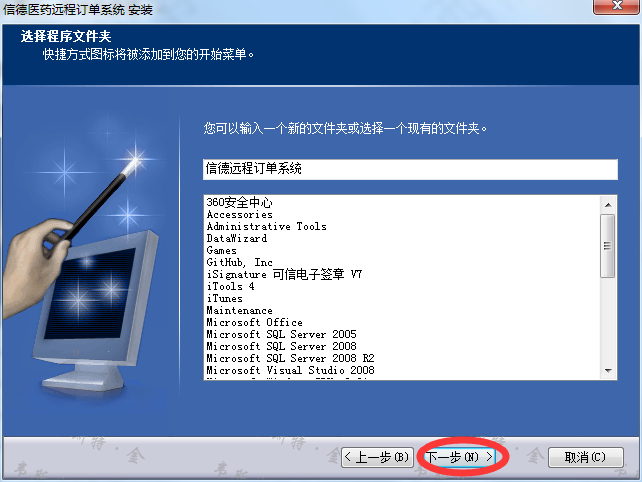 信德医药远程订单系统 安装
选择程序文件夹
快捷方式图标将被添加到您的开始菜单。
您可以输入一个新的文件夹或选择一个现有的文件夹。
信德远程订单系统
360安全中心
Accessories
Administrative Tools
DataWizard
Games
GitHub, Inc
iSignature 可信电子签章 V7
iTools 4
iTunes
Maintenance
Microsoft Office
Microsoft SQL Server 2005
Microsoft SQL Server 2008
Microsoft SQL Server 2008 R2
Microsoft Visual Studio 2008
< 上一步(B)
下一步(N) >
取消(C)